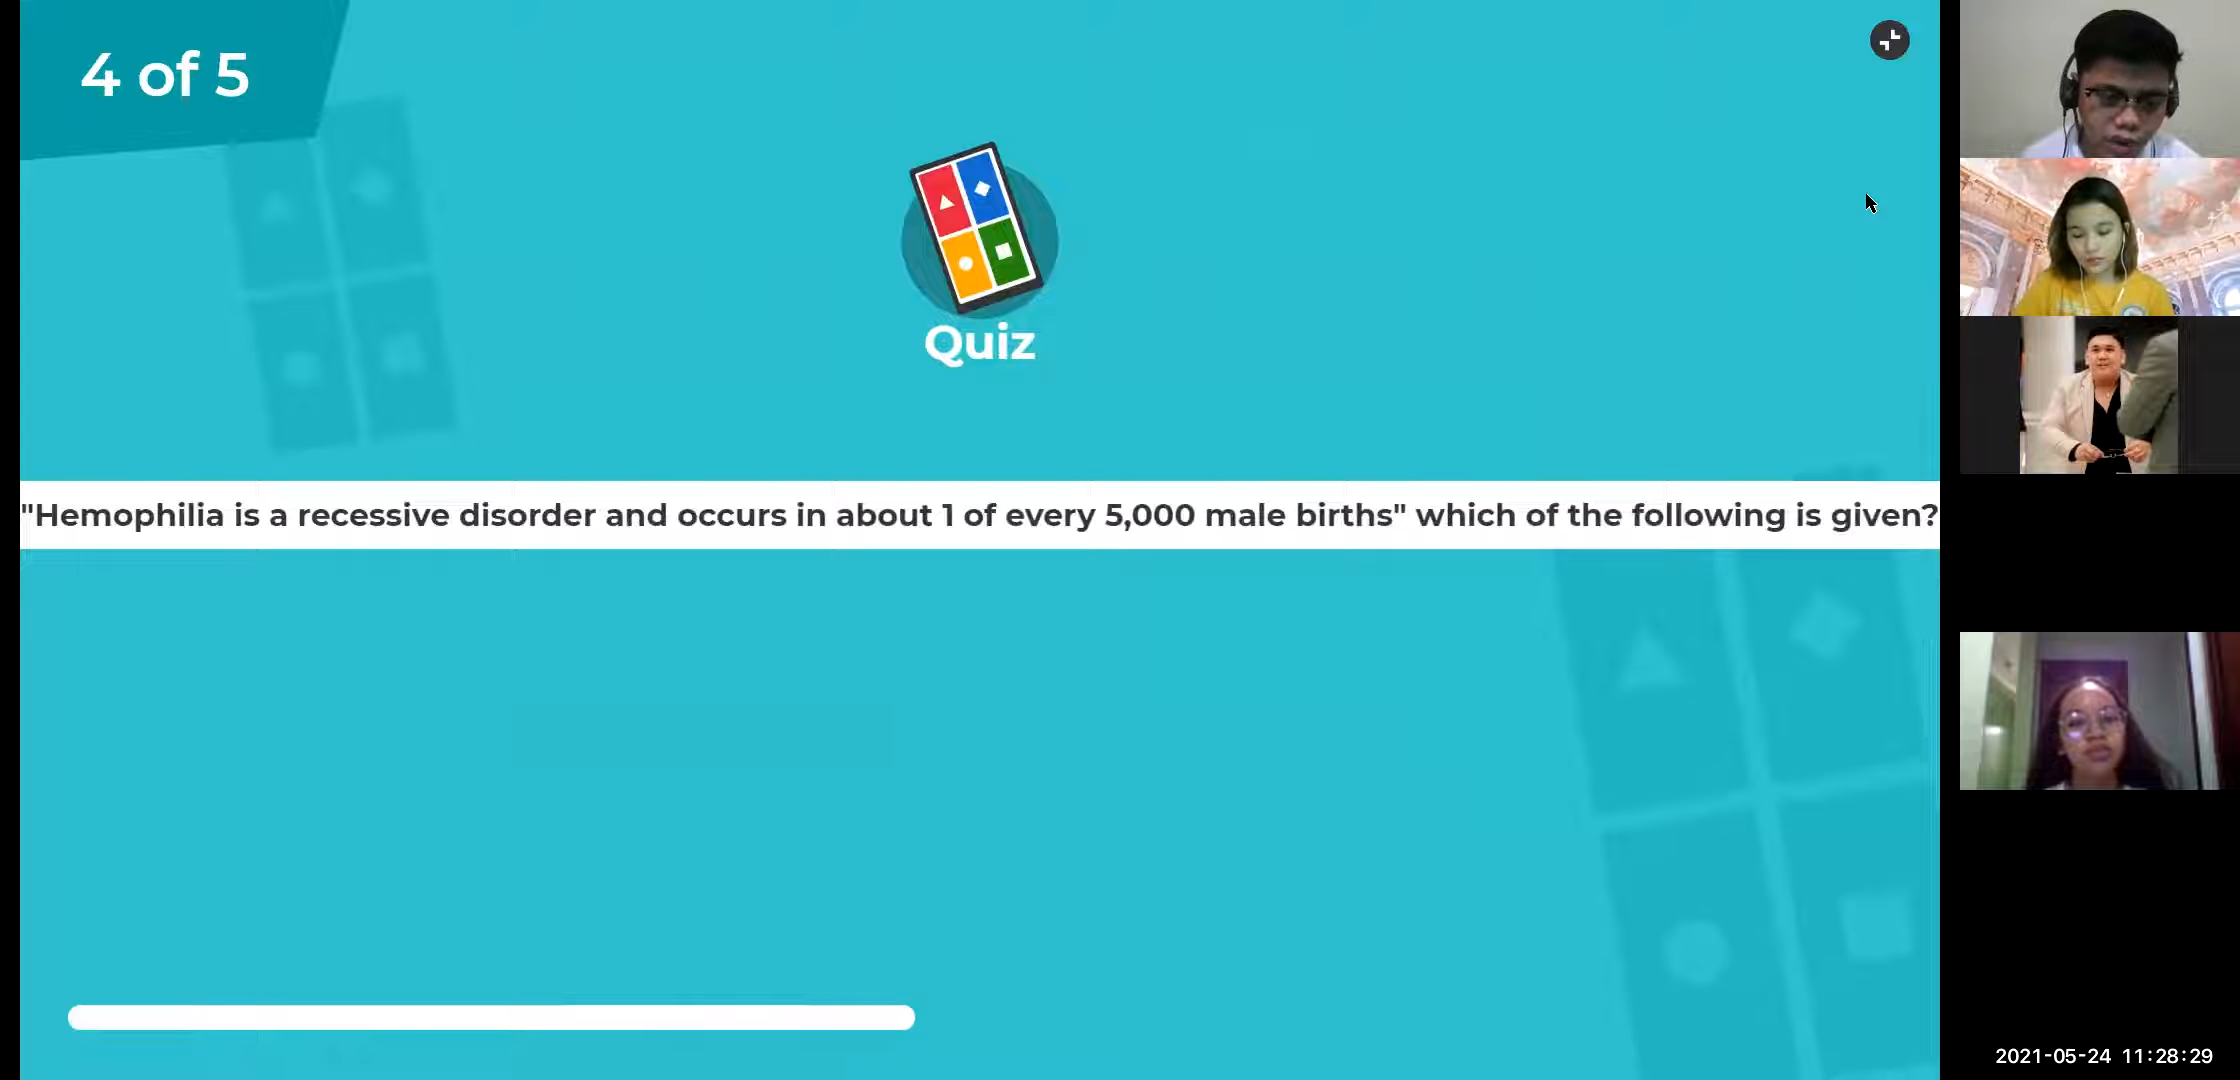 4 of 5
Quiz
"Hemophilia is a recessive disorder and occurs in about 1 of every 5,000 male births" which of the following is given?
2021-05-24 11:28:29